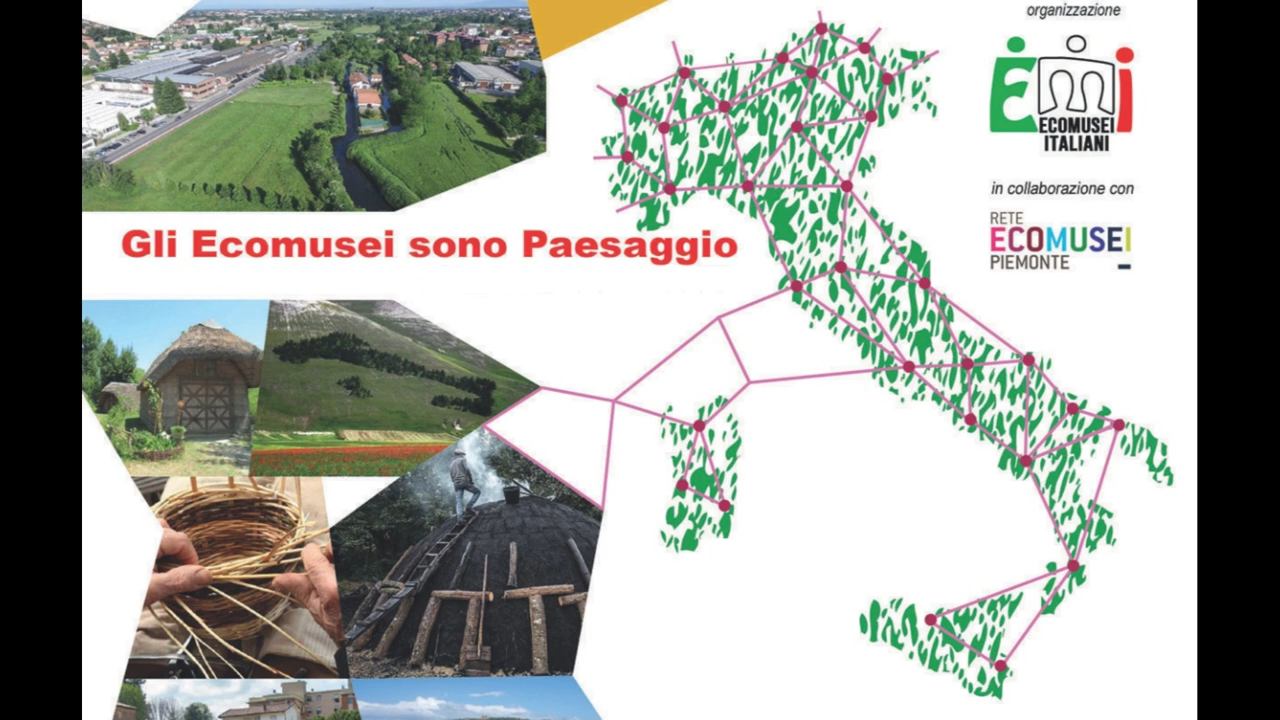 organizzazione
ECOMUSEI
ITALIANI
in collaborazione con
RETE
ECOMUSEI
PIEMONTE
Gli Ecomusei sono Paesaggio